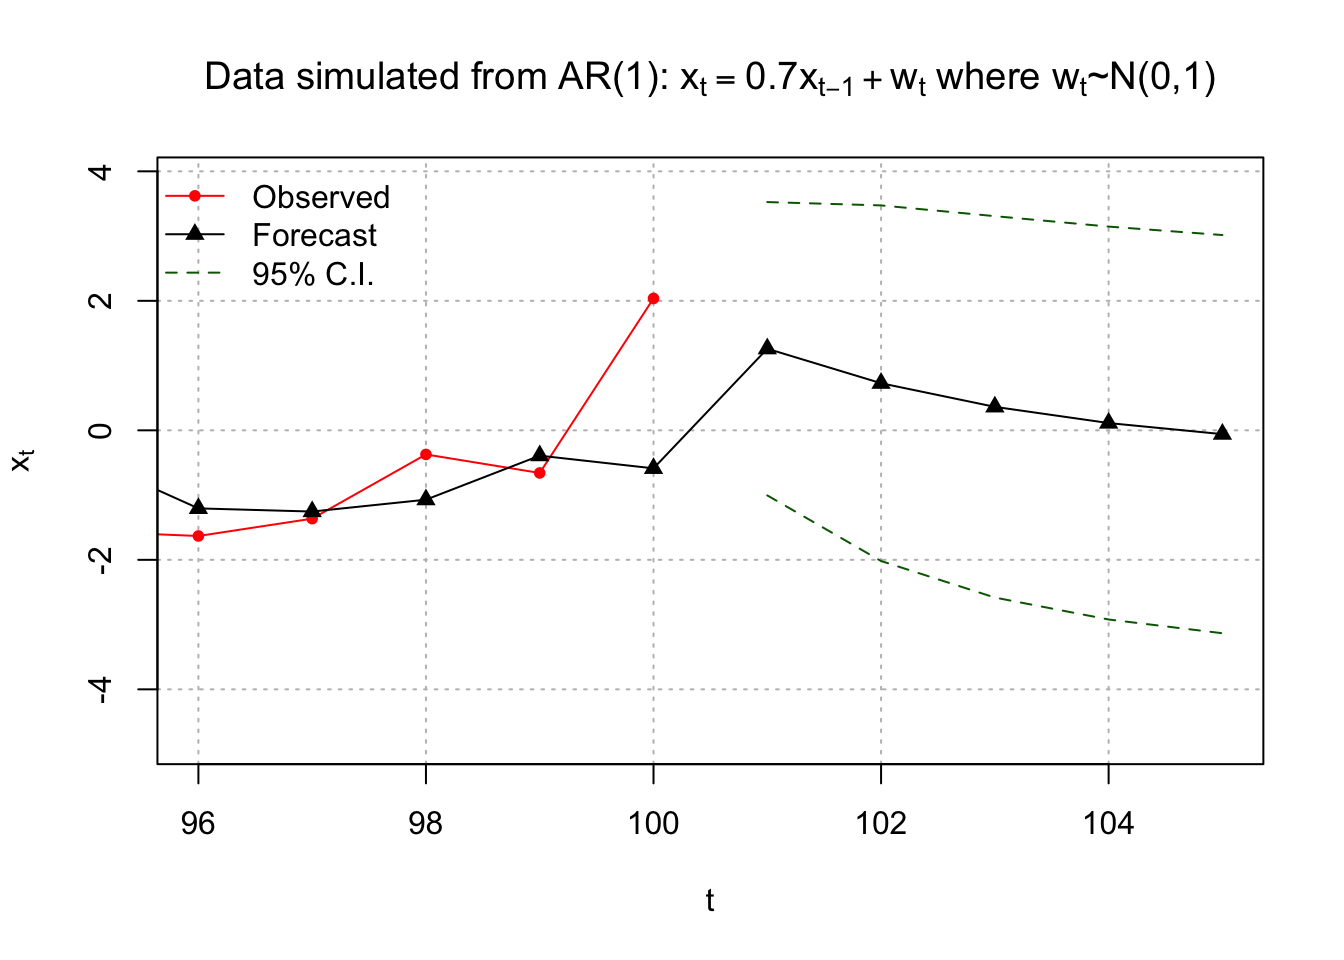 Data simulated from AR(1): xₜ = 0.7xₜ₋₁ + wₜ where wₜ~N(0,1)
Observed
Forecast
95% C.I.
4
2
0
-2
-4
xₜ
96 98 100 102 104
t